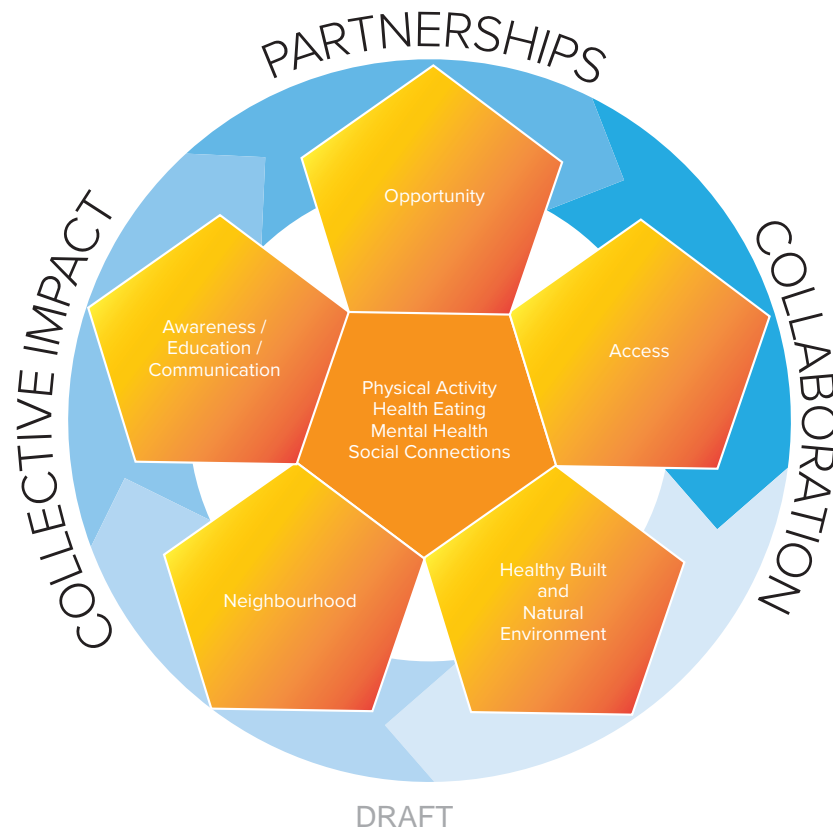 PARTNERSHIPS
COLLABORATION
COLLECTIVE IMPACT
Opportunity
Access
Healthy Built
and
Natural
Environment
Neighbourhood
Awareness /
Education /
Communication
Physical Activity
Health Eating
Mental Health
Social Connections
DRAFT